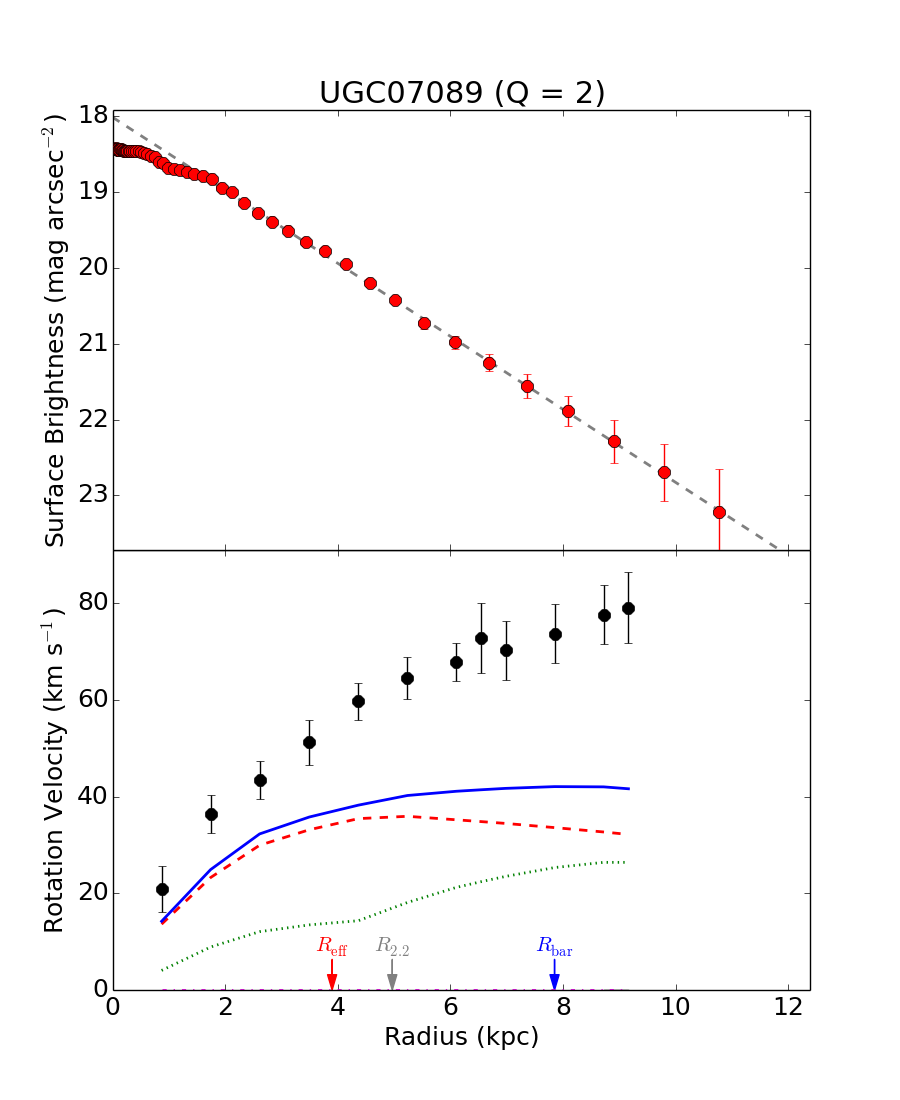 UGC07089 (Q = 2)
18
19
20
21
22
23
Surface Brightness (mag arcsec⁻²)
80
60
40
20
0
Rotation Velocity (km s⁻¹)
R_eff R_2.2 R_bar
0 2 4 6 8 10 12
Radius (kpc)